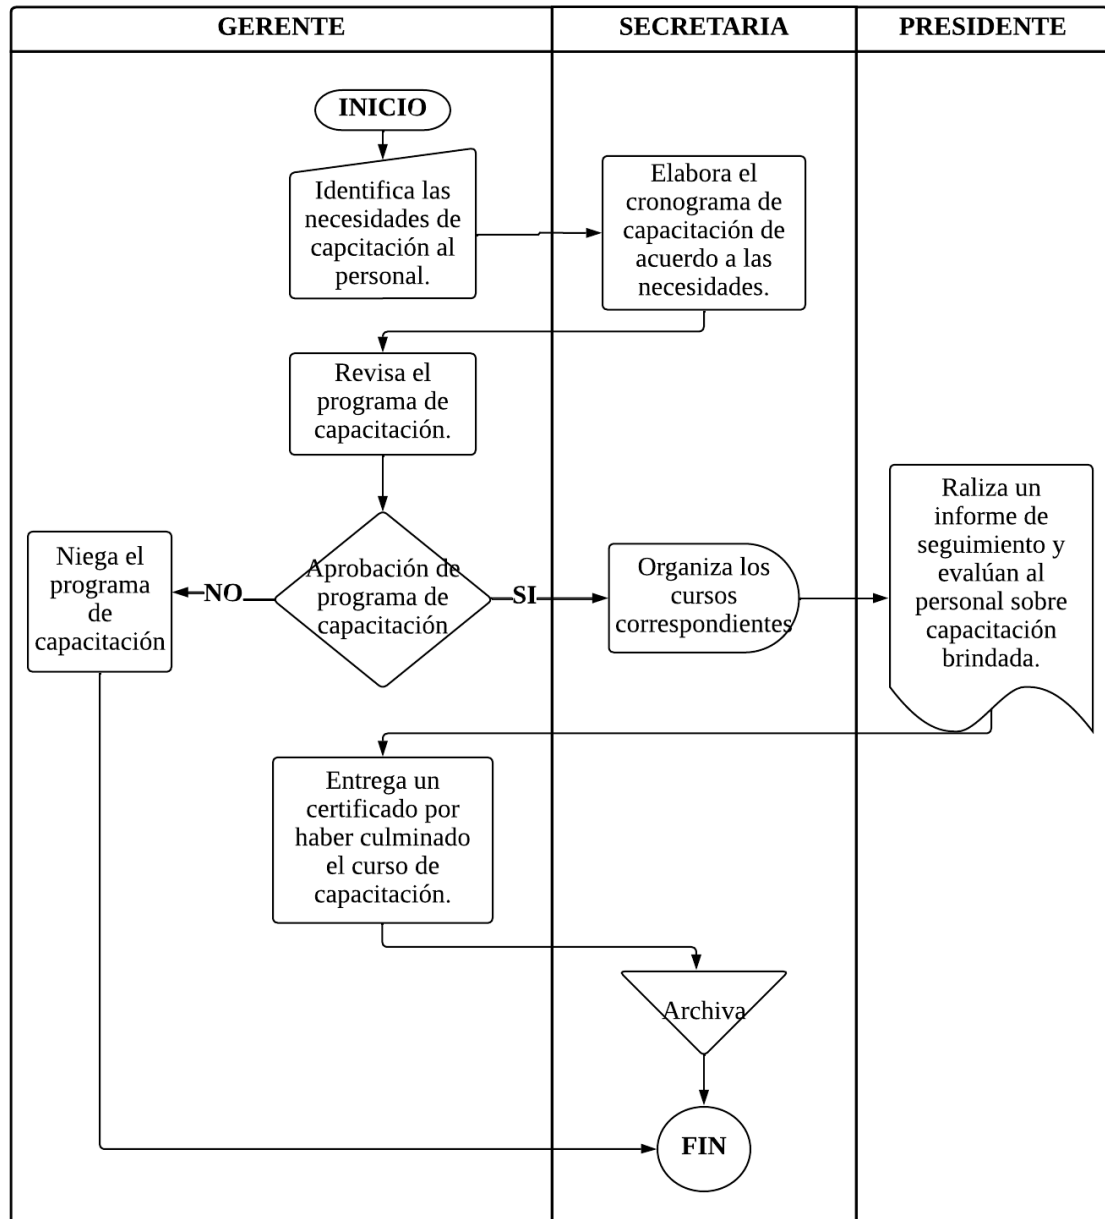 GERENTE
SECRETARIA
PRESIDENTE
INICIO
Identifica las
necesidades de
capcitación al
personal.
Elabora el
cronograma de
capacitación de
acuerdo a las
necesidades.
Revisa el
programa de
capacitación.
Aprobación de
programa de
capacitación
NO
Niega el
programa
de
capacitación
SI
Organiza los
cursos
correspondientes
Raliza un
informe de
seguimiento y
evalúan al
personal sobre
capacitación
brindada.
Entrega un
certificado por
haber culminado
el curso de
capacitación.
Archiva
FIN